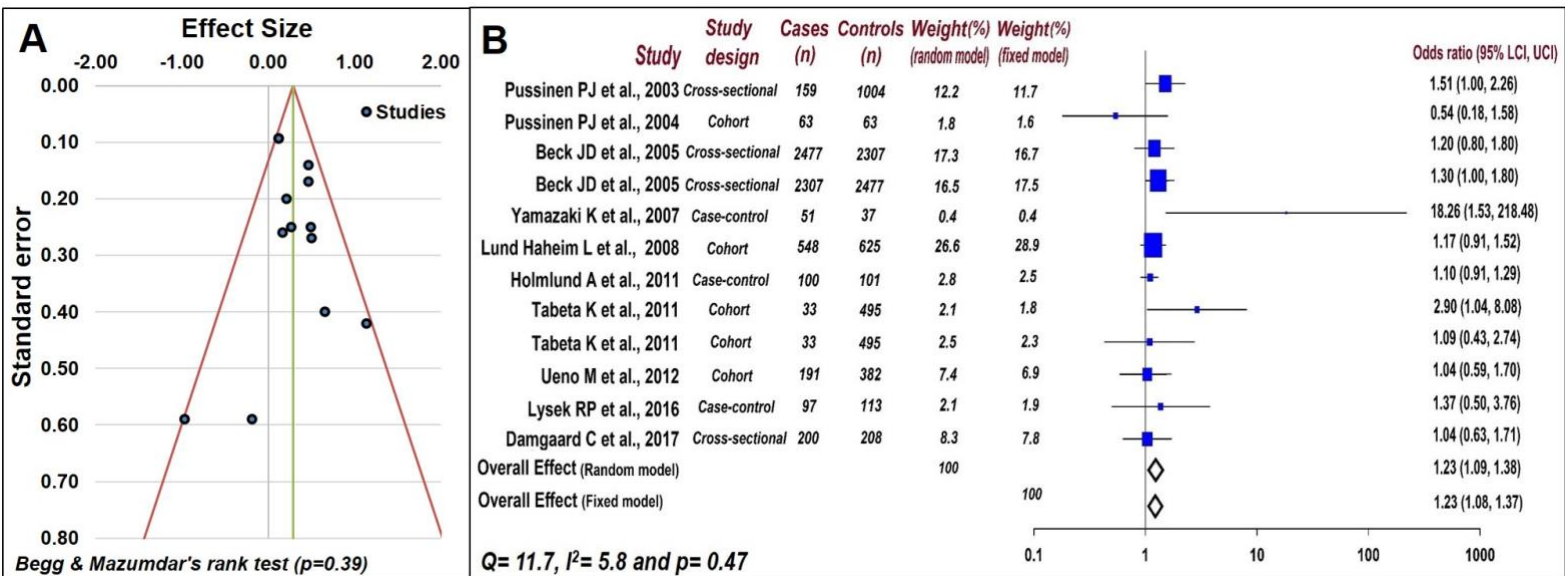 A
Effect Size
-2.00 -1.00 0.00 1.00 2.00
0.00
0.10
0.20
0.30
0.40
0.50
0.60
0.70
0.80
Standard error
Studies
Begg & Mazumdar's rank test (p=0.39)
B
Study Study design Cases (n) Controls (n) Weight(%) (random model) Weight(%) (fixed model) Odds ratio (95% LCI, UCI)
Pussinen PJ et al., 2003 Cross-sectional 159 1004 12.2 11.7 1.51 (1.00, 2.26)
Pussinen PJ et al., 2004 Cohort 63 63 1.8 1.6 0.54 (0.18, 1.58)
Beck JD et al., 2005 Cross-sectional 2477 2307 17.3 16.7 1.20 (0.80, 1.80)
Beck JD et al., 2005 Cross-sectional 2307 2477 16.5 17.5 1.30 (1.00, 1.80)
Yamazaki K et al., 2007 Case-control 51 37 0.4 0.4 18.26 (1.53, 218.48)
Lund Haheim L et al., 2008 Cohort 548 625 26.6 28.9 1.17 (0.91, 1.52)
Holmlund A et al., 2011 Case-control 100 101 2.8 2.5 1.10 (0.91, 1.29)
Tabeta K et al., 2011 Cohort 33 495 2.1 1.8 2.90 (1.04, 8.08)
Tabeta K et al., 2011 Cohort 33 495 2.5 2.3 1.09 (0.43, 2.74)
Ueno M et al., 2012 Cohort 191 382 7.4 6.9 1.04 (0.59, 1.70)
Lysek RP et al., 2016 Case-control 97 113 2.1 1.9 1.37 (0.50, 3.76)
Damgaard C et al., 2017 Cross-sectional 200 208 8.3 7.8 1.04 (0.63, 1.71)
Overall Effect (Random model) 100 1.23 (1.09, 1.38)
Overall Effect (Fixed model) 100 1.23 (1.08, 1.37)
0.1 1 10 100 1000
Q= 11.7, I²= 5.8 and p= 0.47